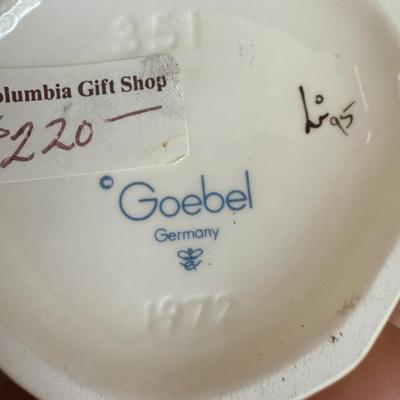 351
olumbia Gift Shop
$220
95
© Goebel
Germany
1972